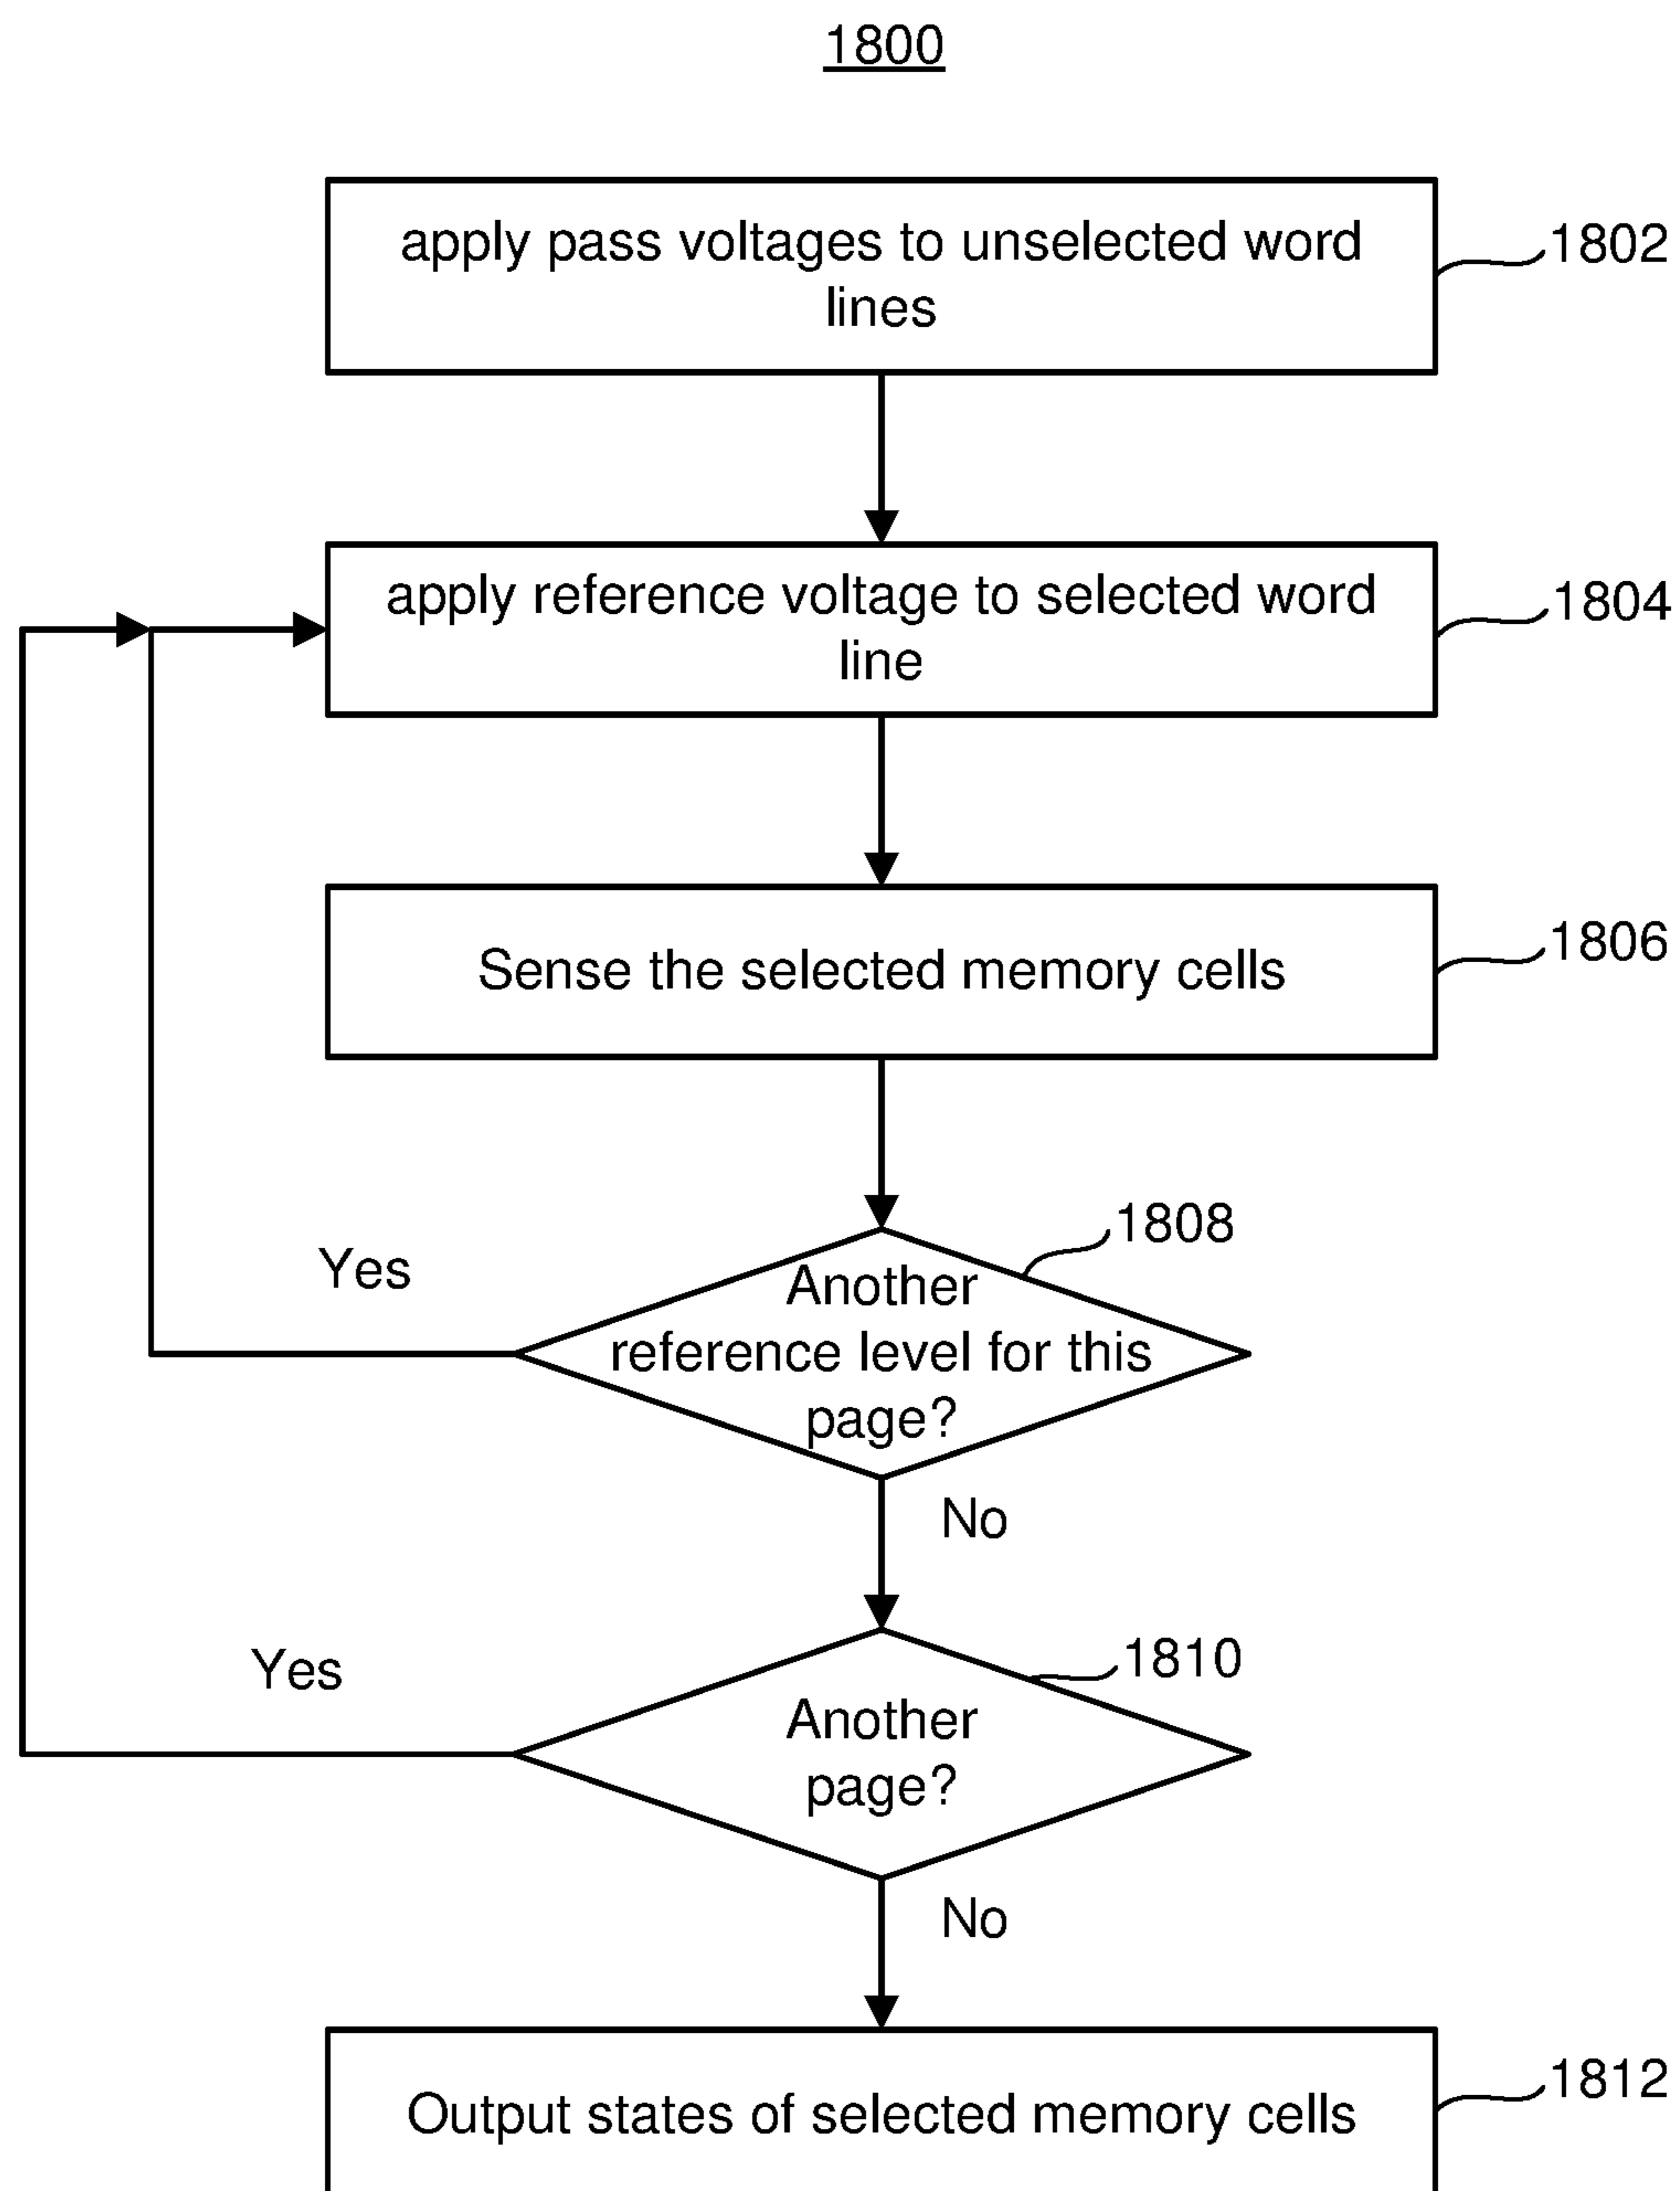 1800
apply pass voltages to unselected word
lines
1802
apply reference voltage to selected word
line
1804
Sense the selected memory cells
1806
1808
Another
reference level for this
page?
Yes
No
1810
Another
page?
Yes
No
Output states of selected memory cells
1812